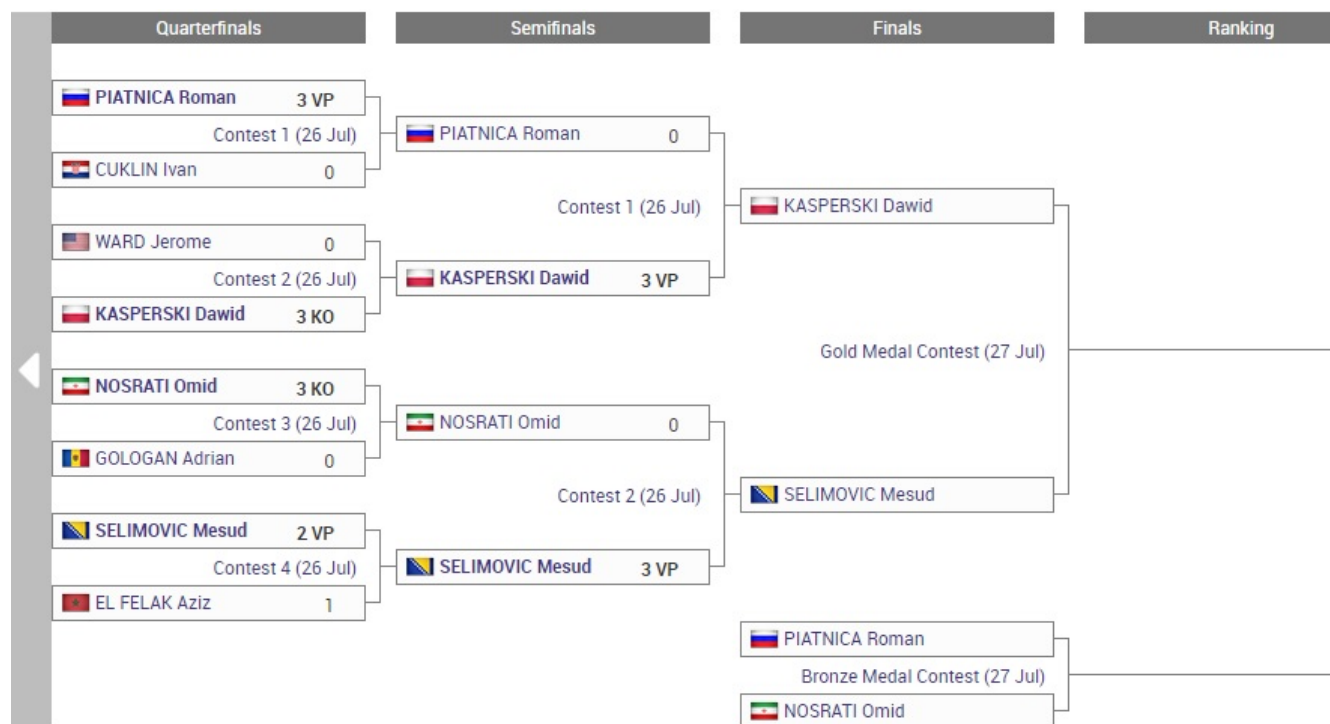 Quarterfinals
Semifinals
Finals
Ranking
PIATNICA Roman 3 VP
Contest 1 (26 Jul)
CUKLIN Ivan 0
WARD Jerome 0
Contest 2 (26 Jul)
KASPERSKI Dawid 3 KO
NOSRATI Omid 3 KO
Contest 3 (26 Jul)
GOLOGAN Adrian 0
SELIMOVIC Mesud 2 VP
Contest 4 (26 Jul)
EL FELAK Aziz 1
PIATNICA Roman 0
Contest 1 (26 Jul)
KASPERSKI Dawid 3 VP
NOSRATI Omid 0
Contest 2 (26 Jul)
SELIMOVIC Mesud 3 VP
KASPERSKI Dawid
Gold Medal Contest (27 Jul)
SELIMOVIC Mesud
PIATNICA Roman
Bronze Medal Contest (27 Jul)
NOSRATI Omid